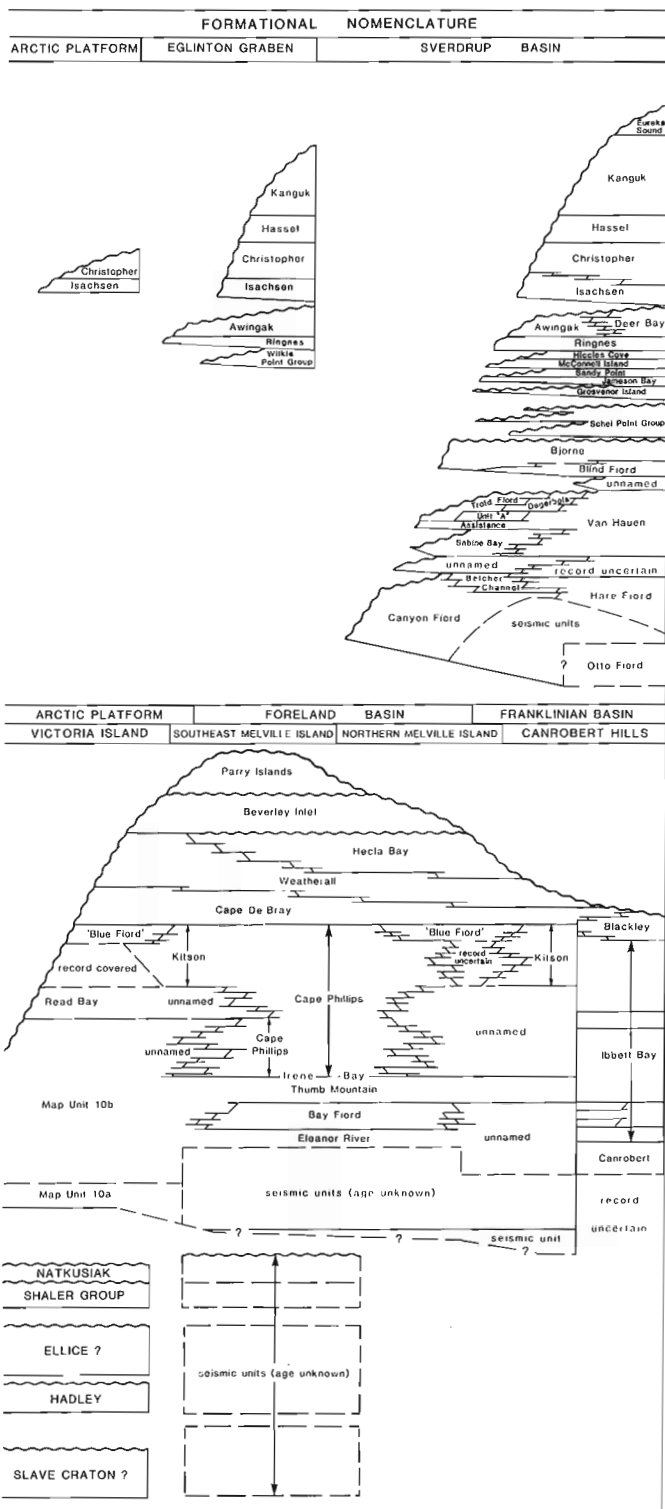 FORMATIONAL NOMENCLATURE
ARCTIC PLATFORM
EGLINTON GRABEN
SVERDRUP BASIN
Christopher
Isachsen
Kanguk
Hassel
Christopher
Isachsen
Awingak
Ringnes
Wilkie
Point Group
Eureka
Sound
Kanguk
Hassel
Christopher
Isachsen
Awingak
Deer Bay
Ringnes
Hiccles Cove
McConnell Island
Sandy Point
Jameson Bay
Grosvenor Island
Schei Point Group
Bjorne
Blind Fiord
unnamed
Trold Fiord
Degerbols
Unit 'A'
Assistance
Van Hauen
Sabine Bay
unnamed
record uncertain
Belcher
Channel
Hare Fiord
Canyon Fiord
seismic units
?
Otto Fiord
ARCTIC PLATFORM
FORELAND BASIN
FRANKLINIAN BASIN
VICTORIA ISLAND
SOUTHEAST MELVILLE ISLAND
NORTHERN MELVILLE ISLAND
CANROBERT HILLS
Parry Islands
Beverley Inlet
Hecla Bay
Weatherall
Cape De Bray
'Blue Fiord'
'Blue Fiord'
Blackley
record covered
Kitson
record
uncertain
Kitson
Read Bay
unnamed
Cape Phillips
unnamed
Cape
Phillips
unnamed
Ibbett Bay
Irene Bay
Thumb Mountain
Map Unit 10b
Bay Fiord
Eleanor River
unnamed
Canrobert
Map Unit 10a
seismic units (age unknown)
record
uncertain
?
?
seismic unit
?
NATKUSIAK
SHALER GROUP
ELLICE ?
seismic units (age unknown)
HADLEY
SLAVE CRATON ?